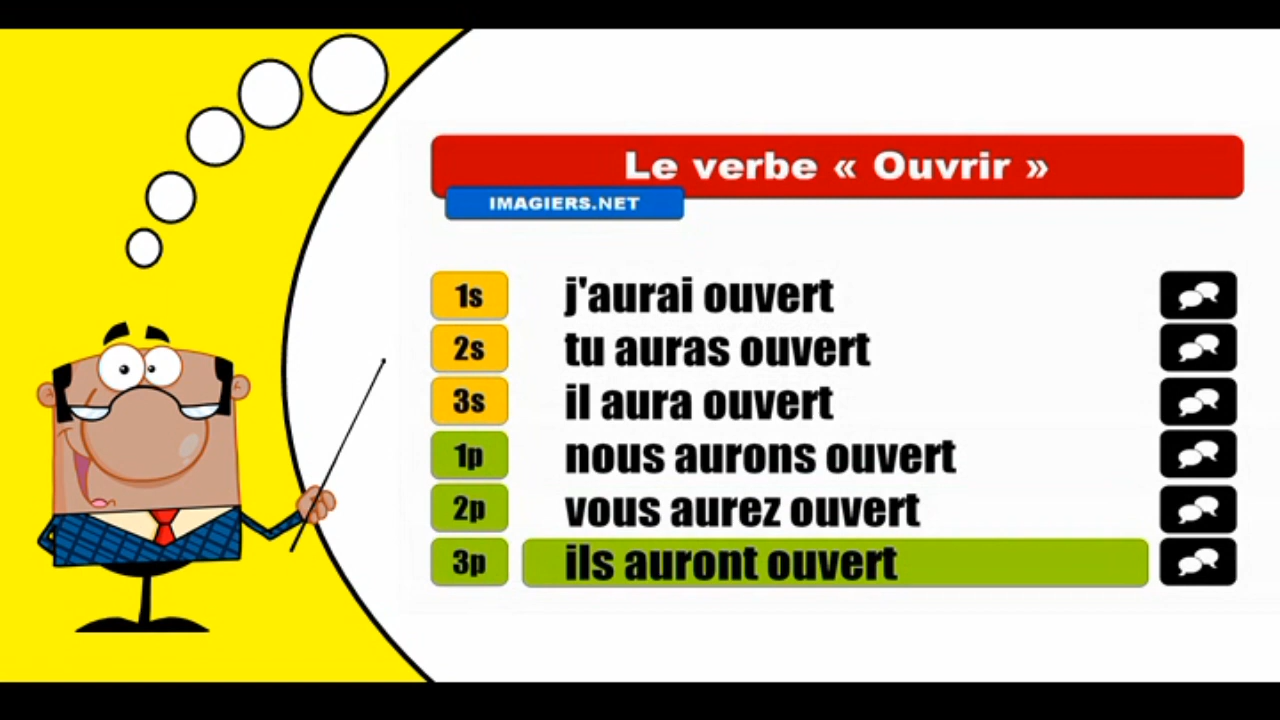 Le verbe « Ouvrir »
IMAGIERS.NET
1s j'aurai ouvert
2s tu auras ouvert
3s il aura ouvert
1p nous aurons ouvert
2p vous aurez ouvert
3p ils auront ouvert